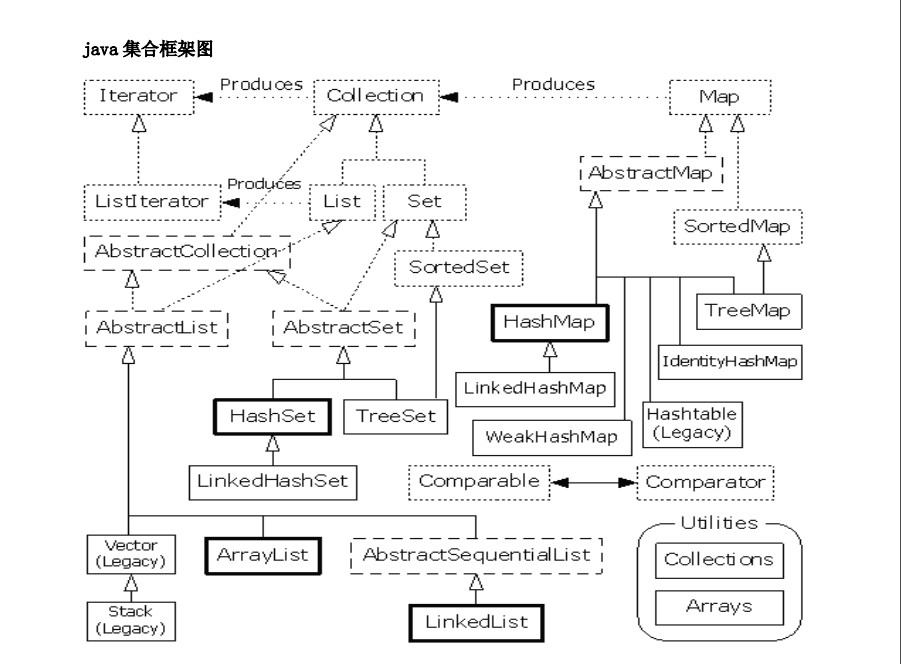 java 集合框架图
Iterator
Produces
Collection
Produces
Map
AbstractMap
ListIterator
Produces
List
Set
SortedMap
AbstractCollection
SortedSet
AbstractList
AbstractSet
HashMap
TreeMap
IdentityHashMap
LinkedHashMap
HashSet
TreeSet
Hashtable
(Legacy)
WeakHashMap
LinkedHashSet
Comparable
Comparator
Utilities
Vector
(Legacy)
ArrayList
AbstractSequentialList
Collections
Arrays
Stack
(Legacy)
LinkedList